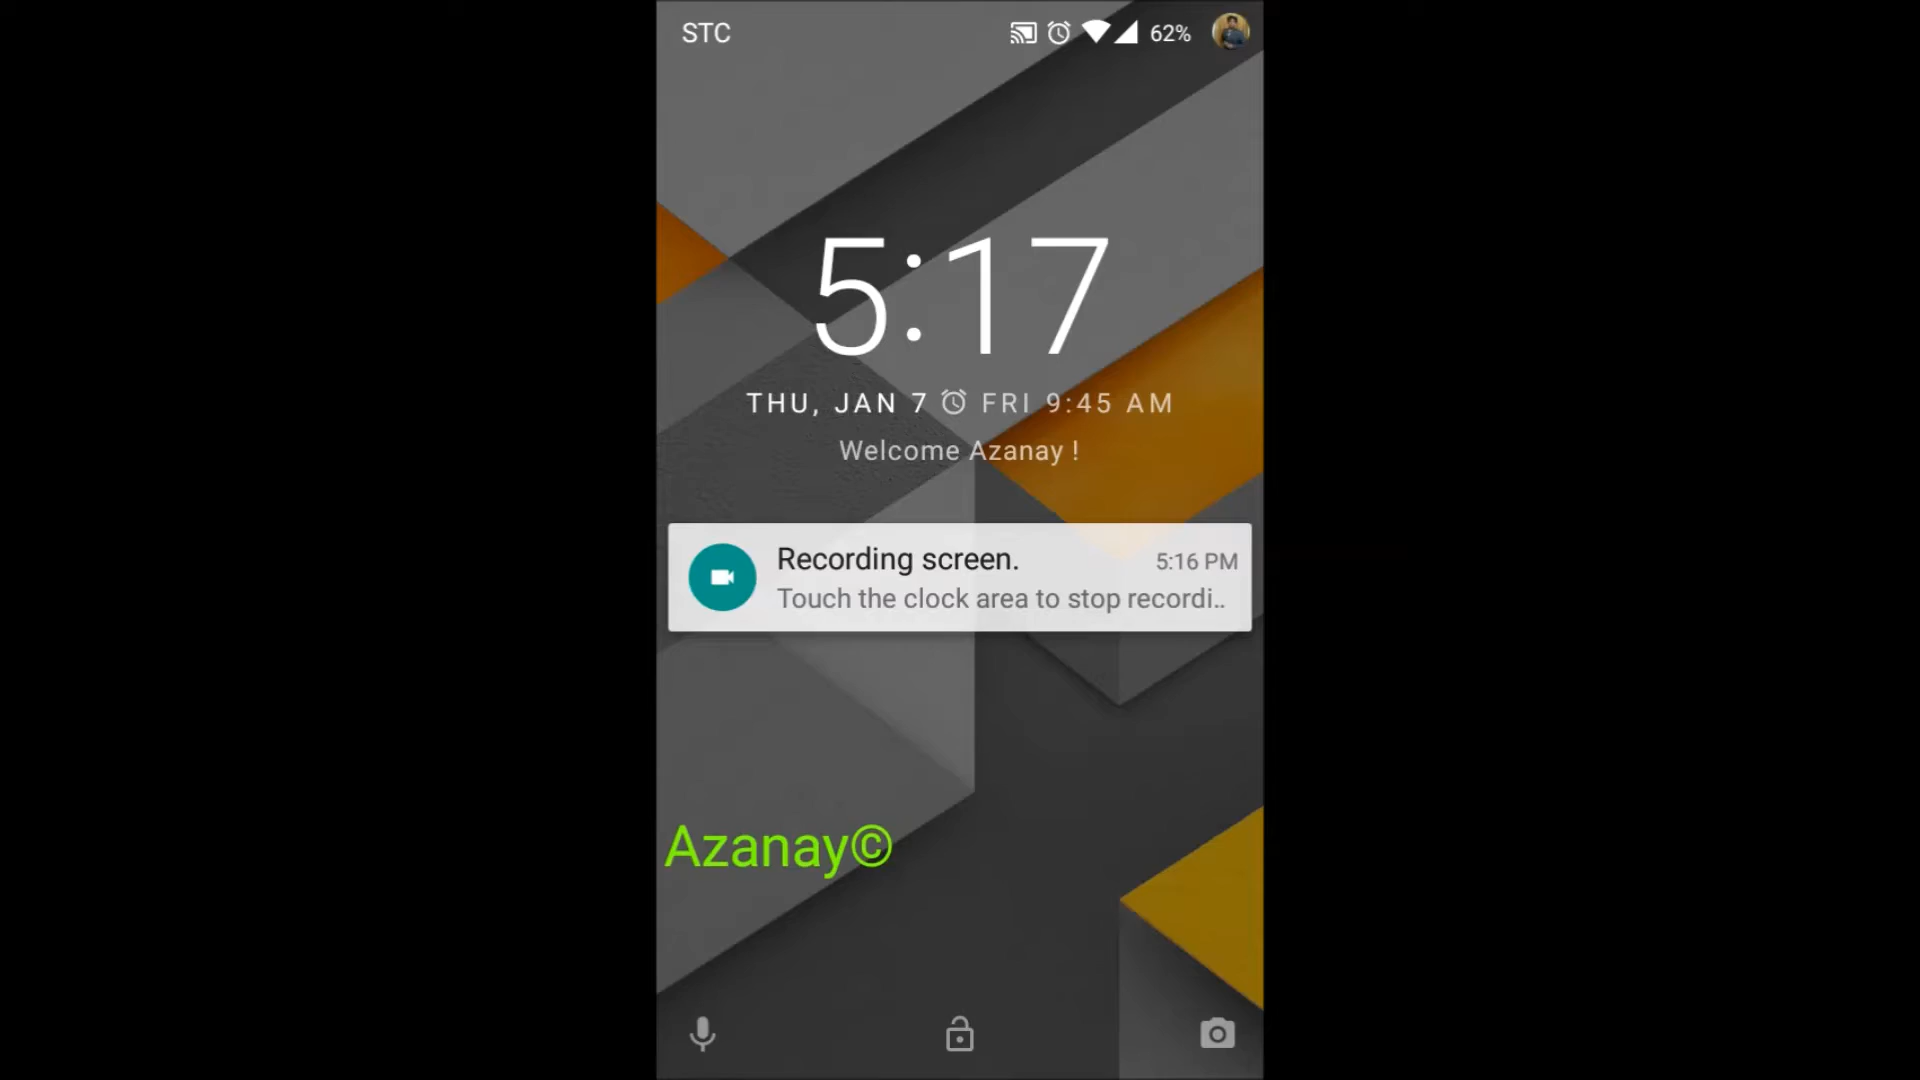 STC 62%
5:17
THU, JAN 7 FRI 9:45 AM
Welcome Azanay !
Recording screen. 5:16 PM
Touch the clock area to stop recordi..
Azanay©